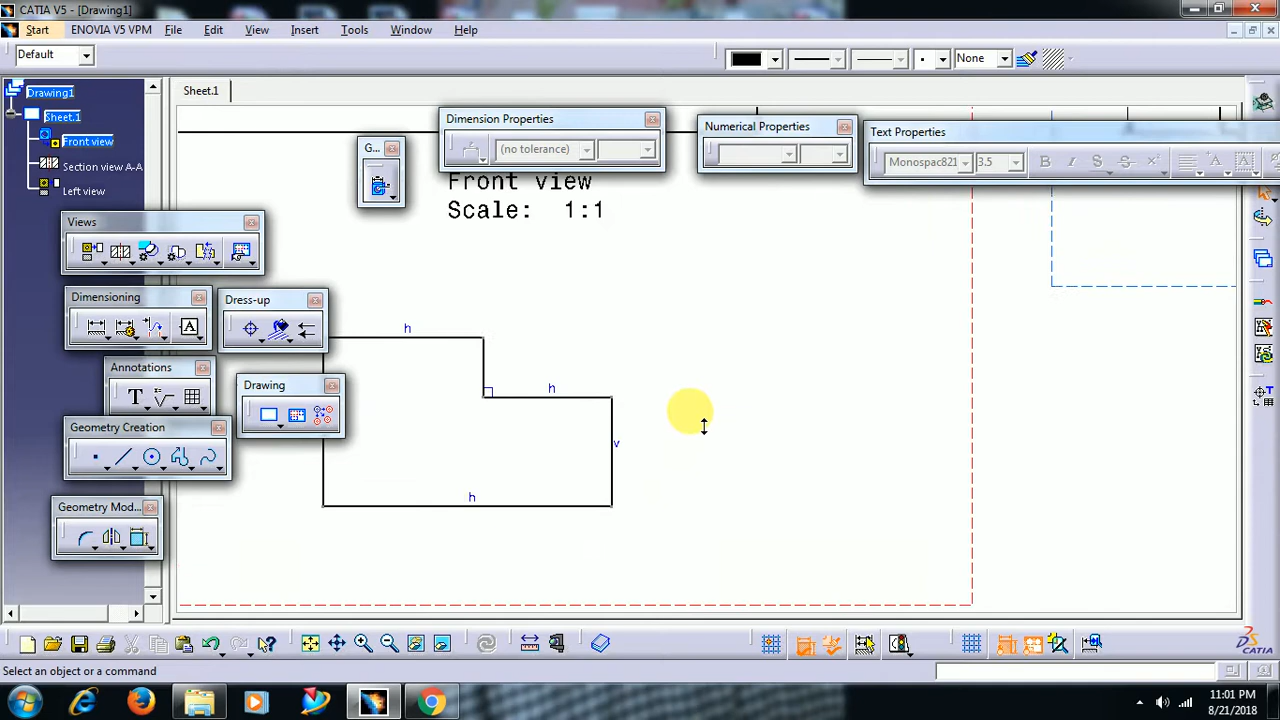 CATIA V5 - [Drawing1]
Start ENOVIA V5 VPM File Edit View Insert Tools Window Help
Default
None
Drawing1
Sheet.1
Front view
Section view A-A
Left view
Sheet.1
Dimension Properties
(no tolerance)
Numerical Properties
Text Properties
Monospac821
3.5
B I S S
G...
Front view
Scale: 1:1
Views
Dimensioning
A
Dress-up
Annotations
T
Drawing
Geometry Creation
Geometry Mod...
h
h
v
h
CATIA
Select an object or a command
11:01 PM
8/21/2018